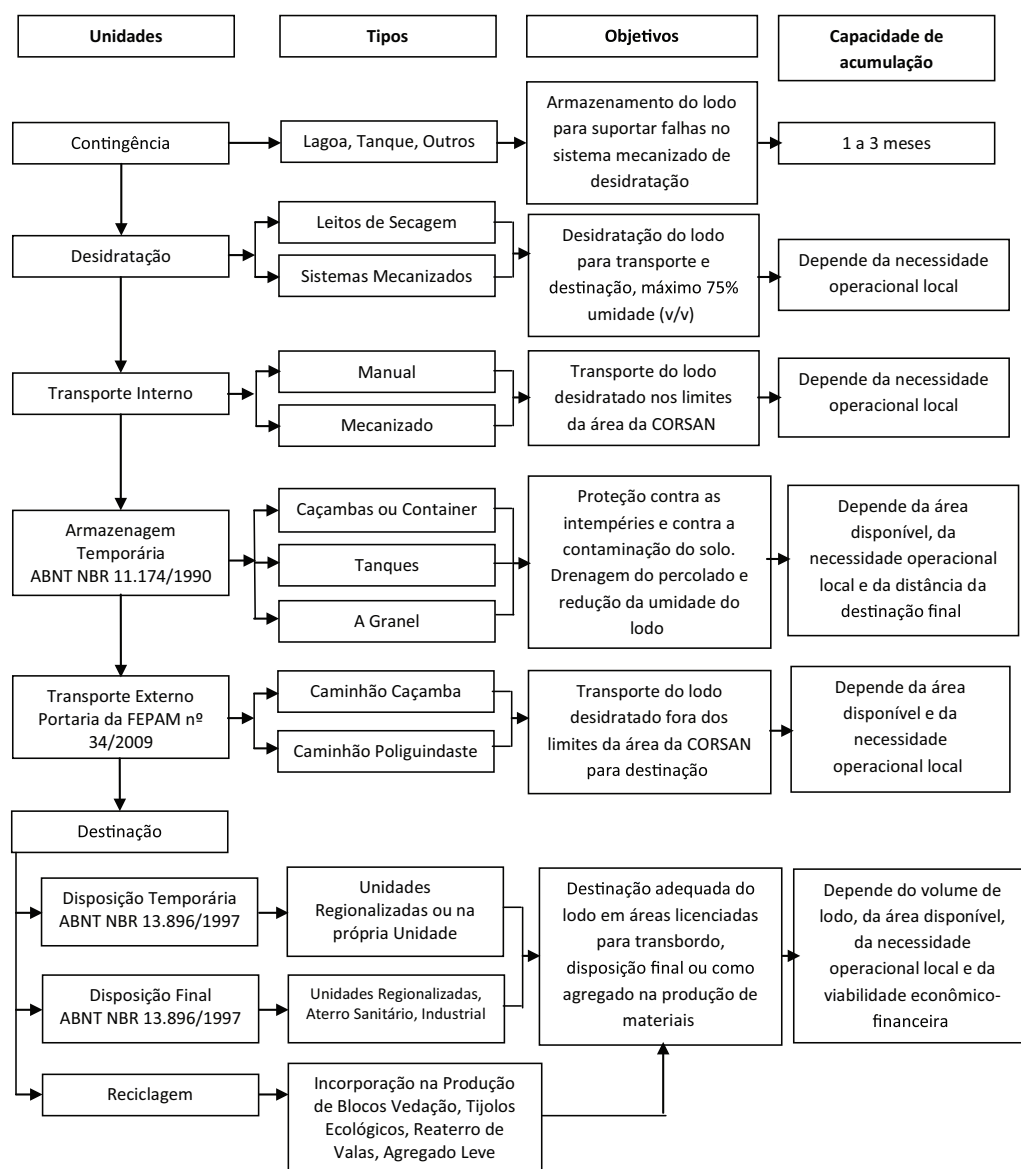 Unidades
Tipos
Objetivos
Capacidade de
acumulação
Contingência
Lagoa, Tanque, Outros
Armazenamento do lodo
para suportar falhas no
sistema mecanizado de
desidratação
1 a 3 meses
Desidratação
Leitos de Secagem
Sistemas Mecanizados
Desidratação do lodo
para transporte e
destinação, máximo 75%
umidade (v/v)
Depende da necessidade
operacional local
Transporte Interno
Manual
Mecanizado
Transporte do lodo
desidratado nos limites
da área da CORSAN
Depende da necessidade
operacional local
Armazenagem
Temporária
ABNT NBR 11.174/1990
Caçambas ou Container
Tanques
A Granel
Proteção contra as
intempéries e contra a
contaminação do solo.
Drenagem do percolado e
redução da umidade do
lodo
Depende da área
disponível, da
necessidade operacional
local e da distância da
destinação final
Transporte Externo
Portaria da FEPAM nº
34/2009
Caminhão Caçamba
Caminhão Poliguindaste
Transporte do lodo
desidratado fora dos
limites da área da CORSAN
para destinação
Depende da área
disponível e da
necessidade
operacional local
Destinação
Disposição Temporária
ABNT NBR 13.896/1997
Unidades
Regionalizadas ou na
própria Unidade
Disposição Final
ABNT NBR 13.896/1997
Unidades Regionalizadas,
Aterro Sanitário, Industrial
Destinação adequada do
lodo em áreas licenciadas
para transbordo,
disposição final ou como
agregado na produção de
materiais
Depende do volume de
lodo, da área disponível,
da necessidade
operacional local e da
viabilidade econômico-
financeira
Reciclagem
Incorporação na Produção
de Blocos Vedação, Tijolos
Ecológicos, Reaterro de
Valas, Agregado Leve